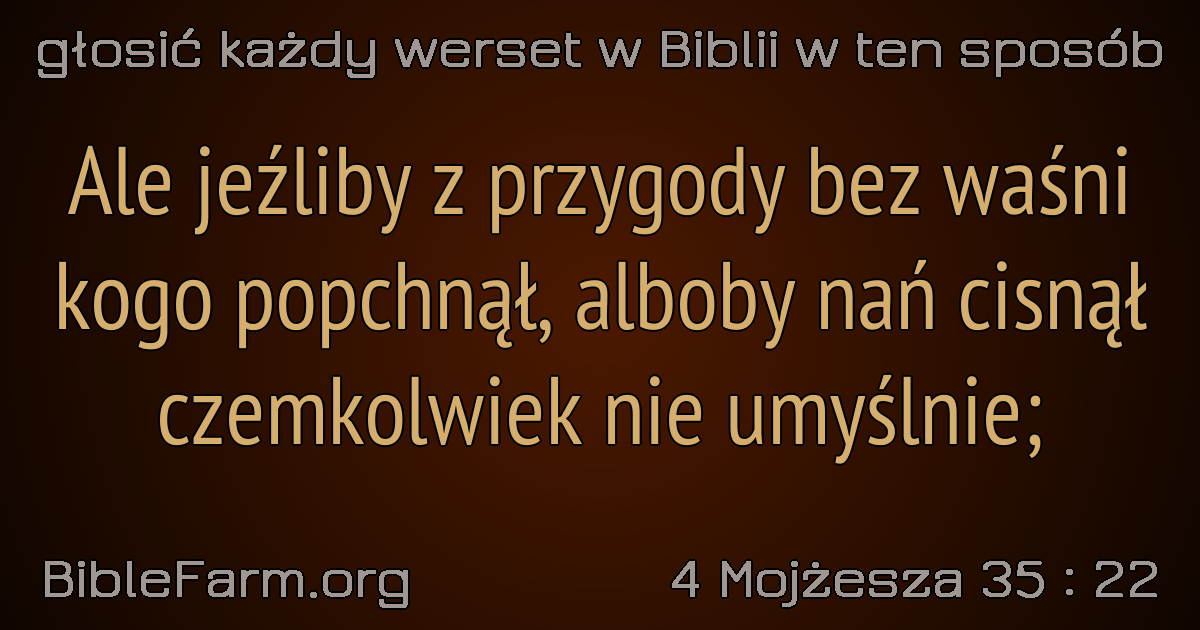 głosić każdy werset w Biblii w ten sposób
Ale jeźliby z przygody bez waśni
kogo popchnął, alboby nań cisnął
czemkolwiek nie umyślnie;
BibleFarm.org
4 Mojżesza 35 : 22